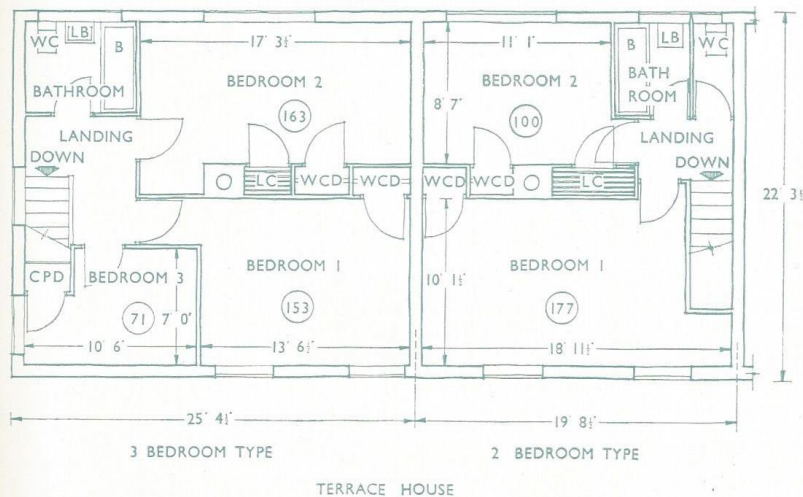 WC
LB
B
BATHROOM
17' 3½"
BEDROOM 2
163
11' 1"
BEDROOM 2
8' 7"
100
B
LB
WC
BATH
ROOM
LANDING
DOWN
LANDING
DOWN
LC
WCD
WCD
WCD
WCD
LC
22' 3½"
CPD
BEDROOM 3
71
7' 0"
10' 6"
BEDROOM 1
153
13' 6½"
10' 1½"
BEDROOM 1
177
18' 11½"
25' 4½"
19' 8½"
3 BEDROOM TYPE
2 BEDROOM TYPE
TERRACE HOUSE